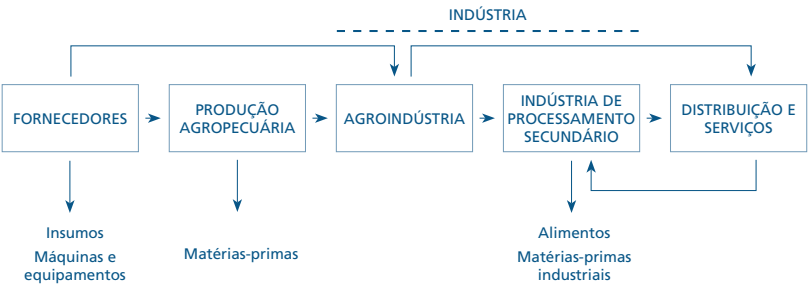 INDÚSTRIA
FORNECEDORES
PRODUÇÃO
AGROPECUÁRIA
AGROINDÚSTRIA
INDÚSTRIA DE
PROCESSAMENTO
SECUNDÁRIO
DISTRIBUIÇÃO E
SERVIÇOS
Insumos
Máquinas e
equipamentos
Matérias-primas
Alimentos
Matérias-primas
industriais